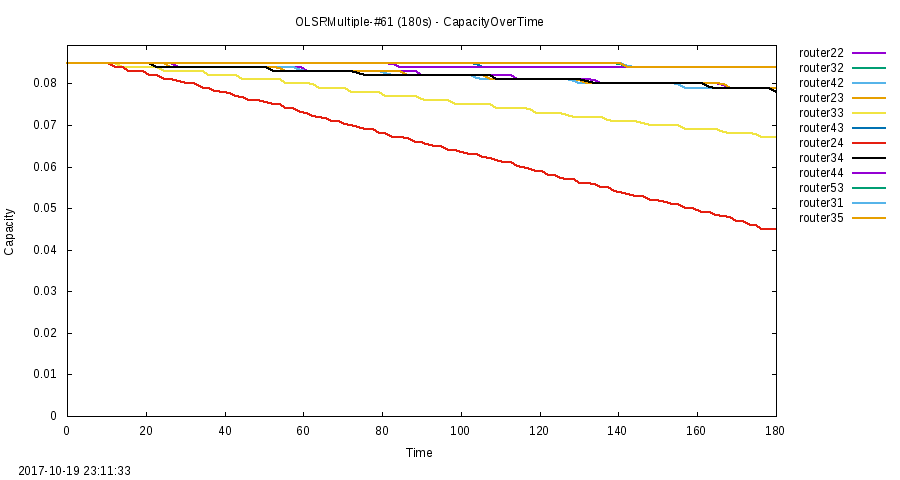 OLSRMultiple-#61 (180s) - CapacityOverTime
router22
router32
router42
router23
router33
router43
router24
router34
router44
router53
router31
router35
0.08
0.07
0.06
0.05
0.04
0.03
0.02
0.01
0
Capacity
0 20 40 60 80 100 120 140 160 180
Time
2017-10-19 23:11:33